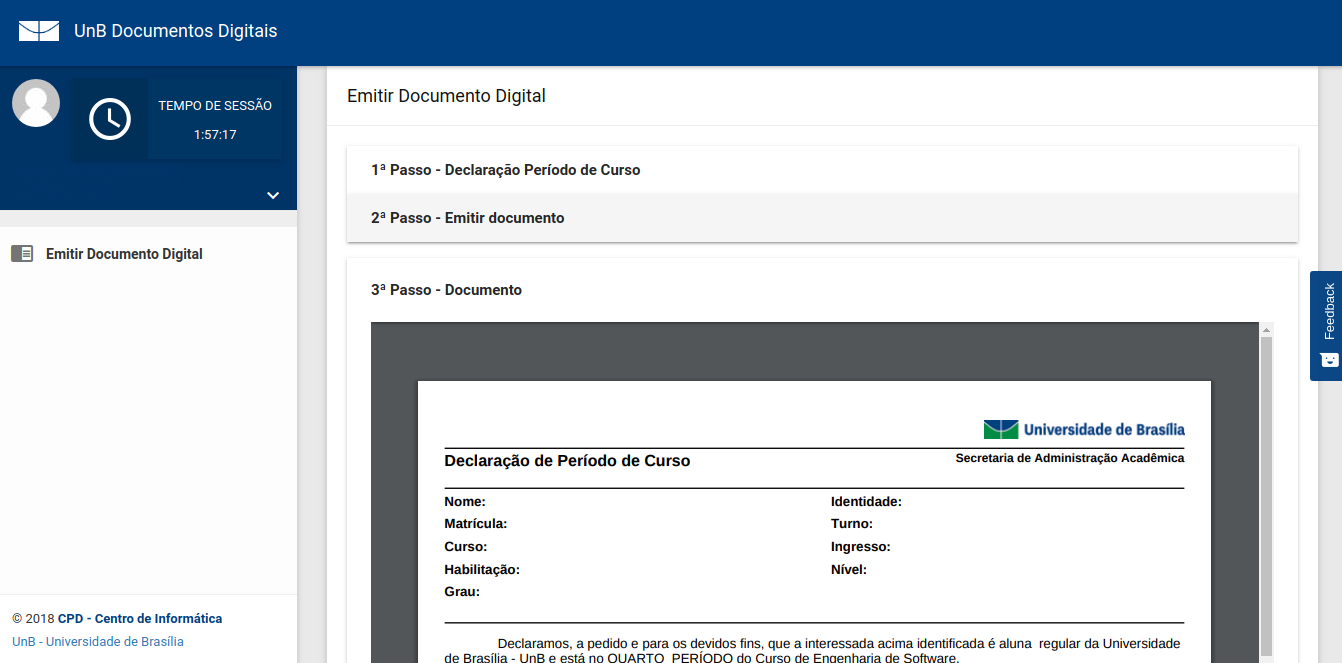 UnB Documentos Digitais
TEMPO DE SESSÃO
1:57:17
Emitir Documento Digital
© 2018 CPD - Centro de Informática
UnB - Universidade de Brasília
Emitir Documento Digital
1ª Passo - Declaração Período de Curso
2ª Passo - Emitir documento
3ª Passo - Documento
Universidade de Brasília
Declaração de Período de Curso
Secretaria de Administração Acadêmica
Nome:
Identidade:
Matrícula:
Turno:
Curso:
Ingresso:
Habilitação:
Nível:
Grau:
Declaramos, a pedido e para os devidos fins, que a interessada acima identificada é aluna regular da Universidade
de Brasília - UnB e está no QUARTO PERÍODO do Curso de Engenharia de Software.
Feedback